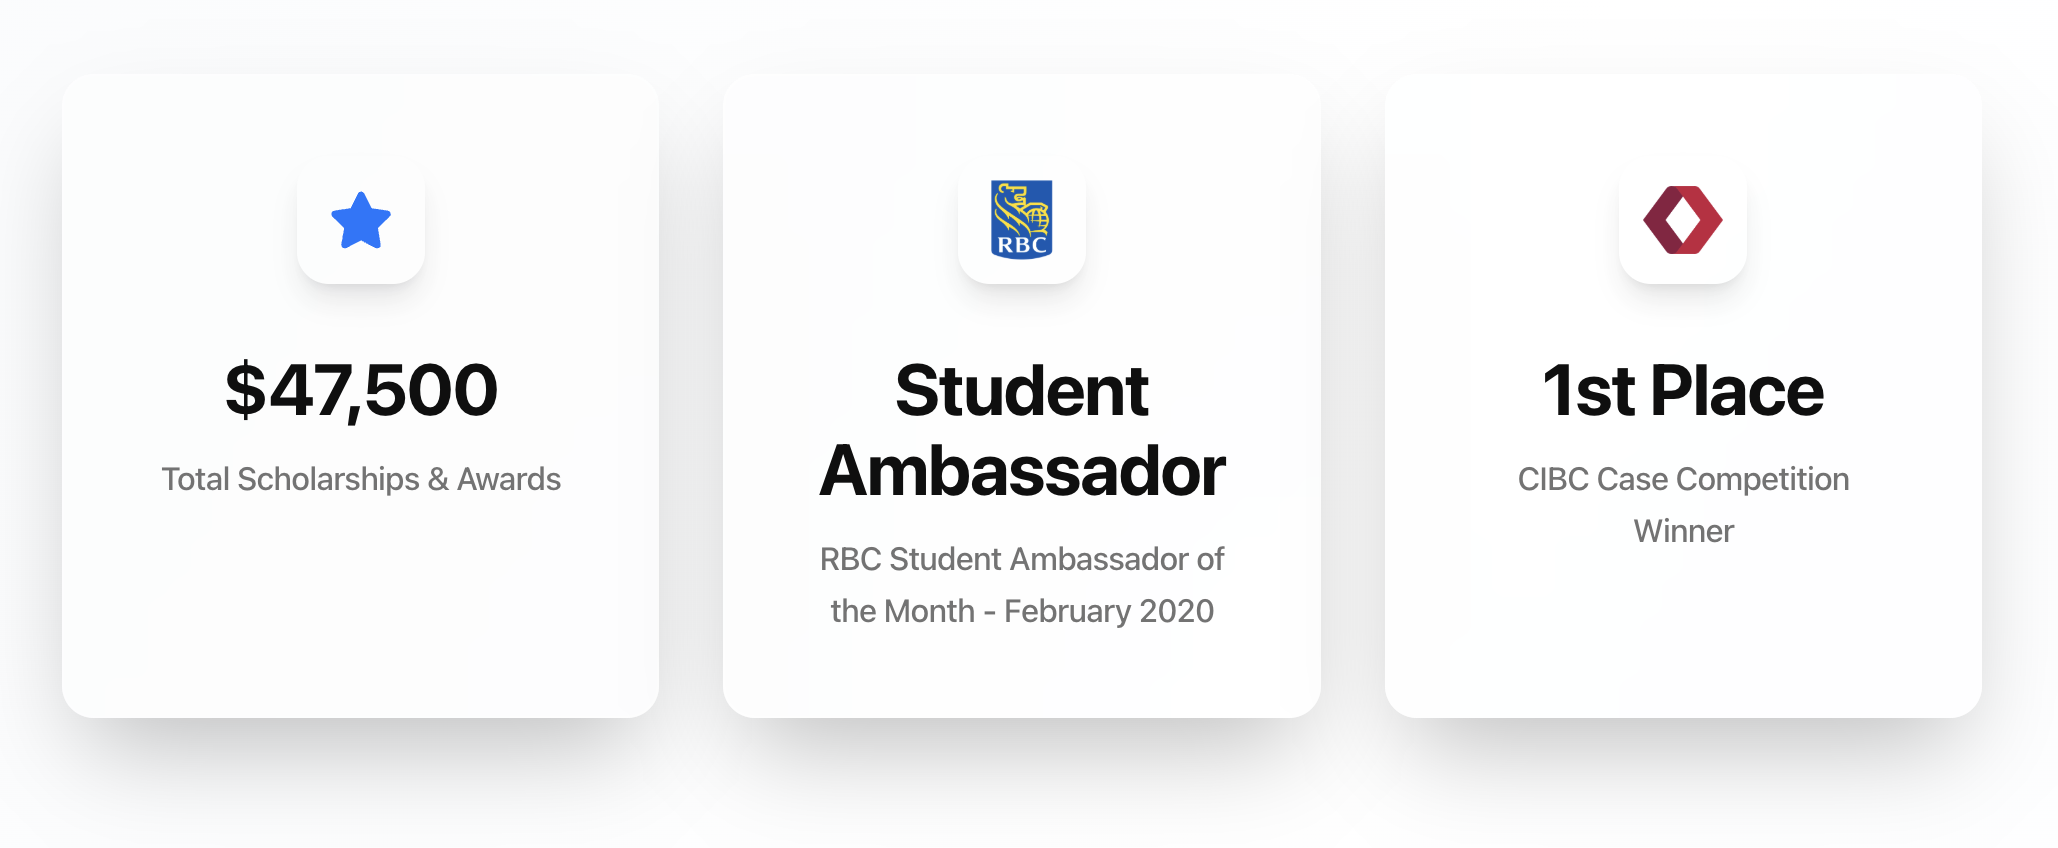 $47,500
Total Scholarships & Awards
RBC
Student
Ambassador
RBC Student Ambassador of
the Month - February 2020
1st Place
CIBC Case Competition
Winner